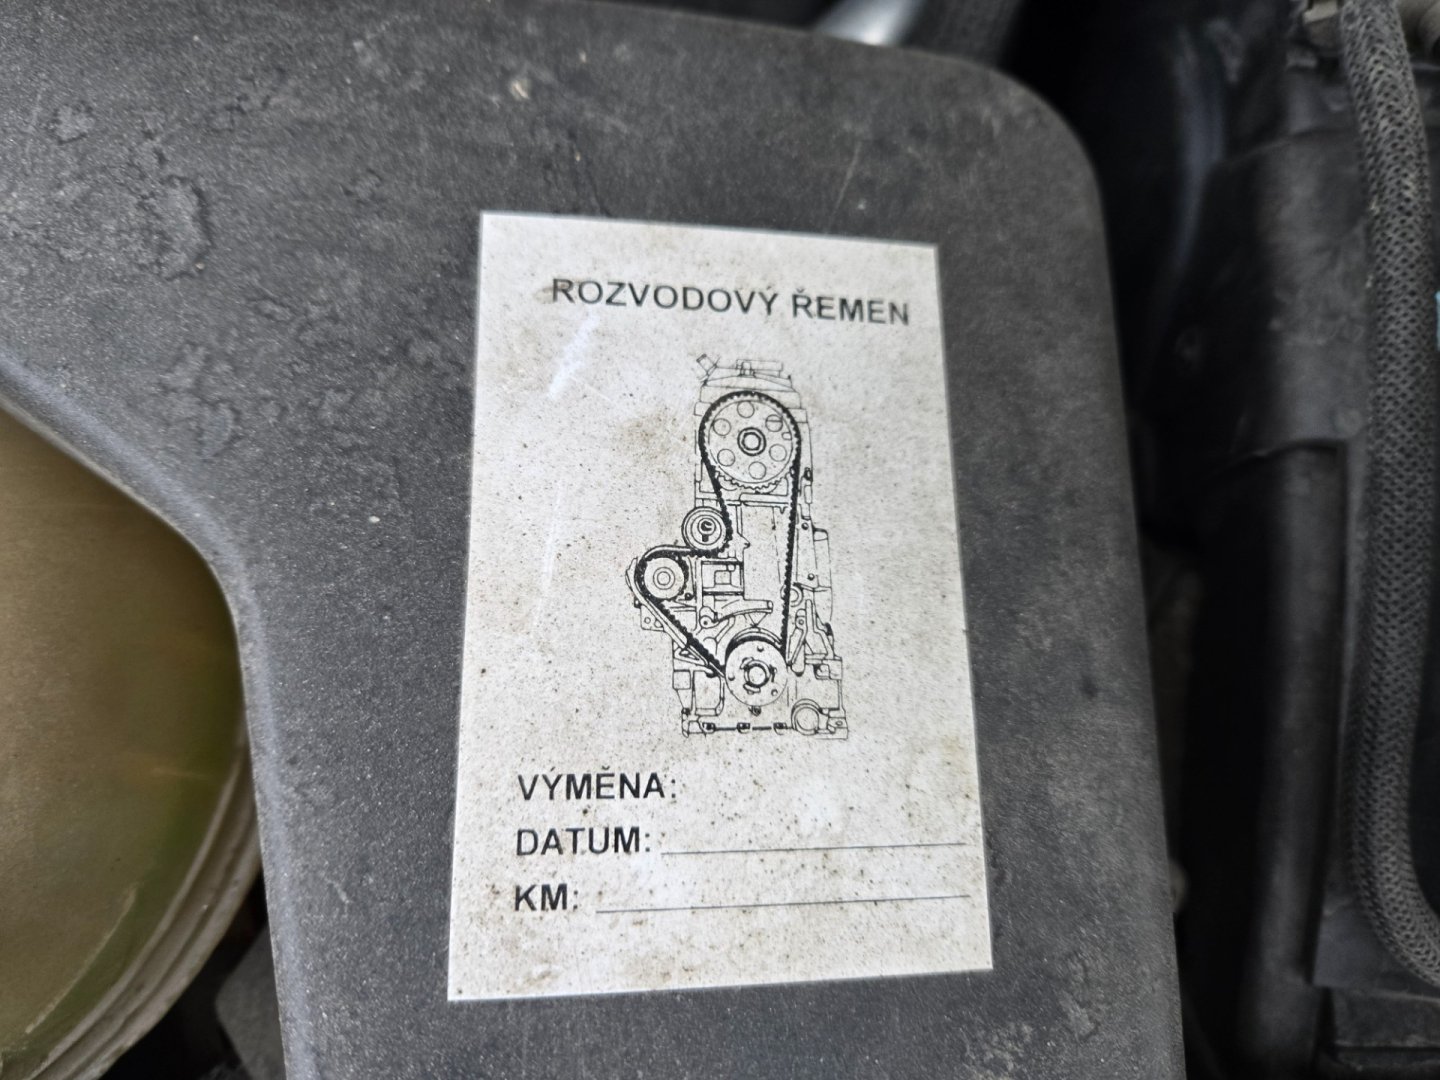 ROZVODOVÝ ŘEMEN
VÝMĚNA:
DATUM:
KM: